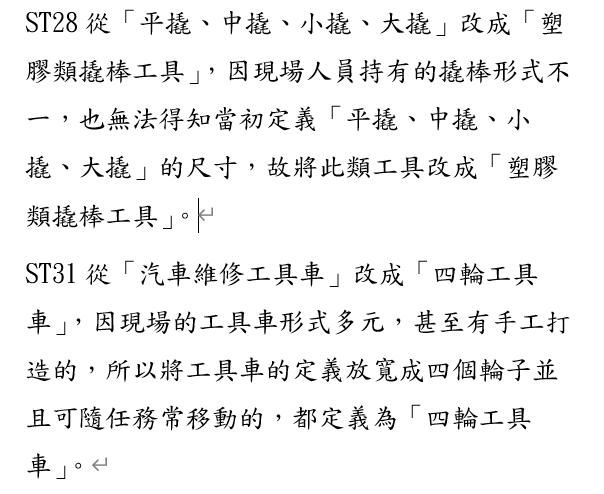 ST28 從「平撬、中撬、小撬、大撬」改成「塑
膠類撬棒工具」，因現場人員持有的撬棒形式不
一，也無法得知當初定義「平撬、中撬、小
撬、大撬」的尺寸，故將此類工具改成「塑膠
類撬棒工具」。
ST31 從「汽車維修工具車」改成「四輪工具
車」，因現場的工具車形式多元，甚至有手工打
造的，所以將工具車的定義放寬成四個輪子並
且可隨任務常移動的，都定義為「四輪工具
車」。